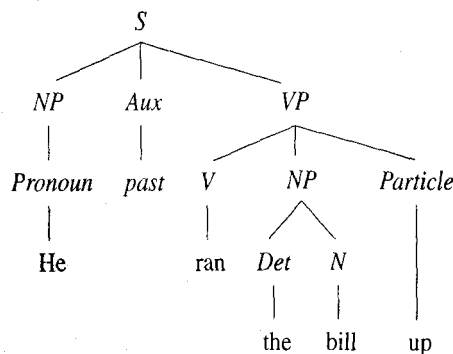 S
NP Aux VP
Pronoun past V NP Particle
He ran Det N
the bill up